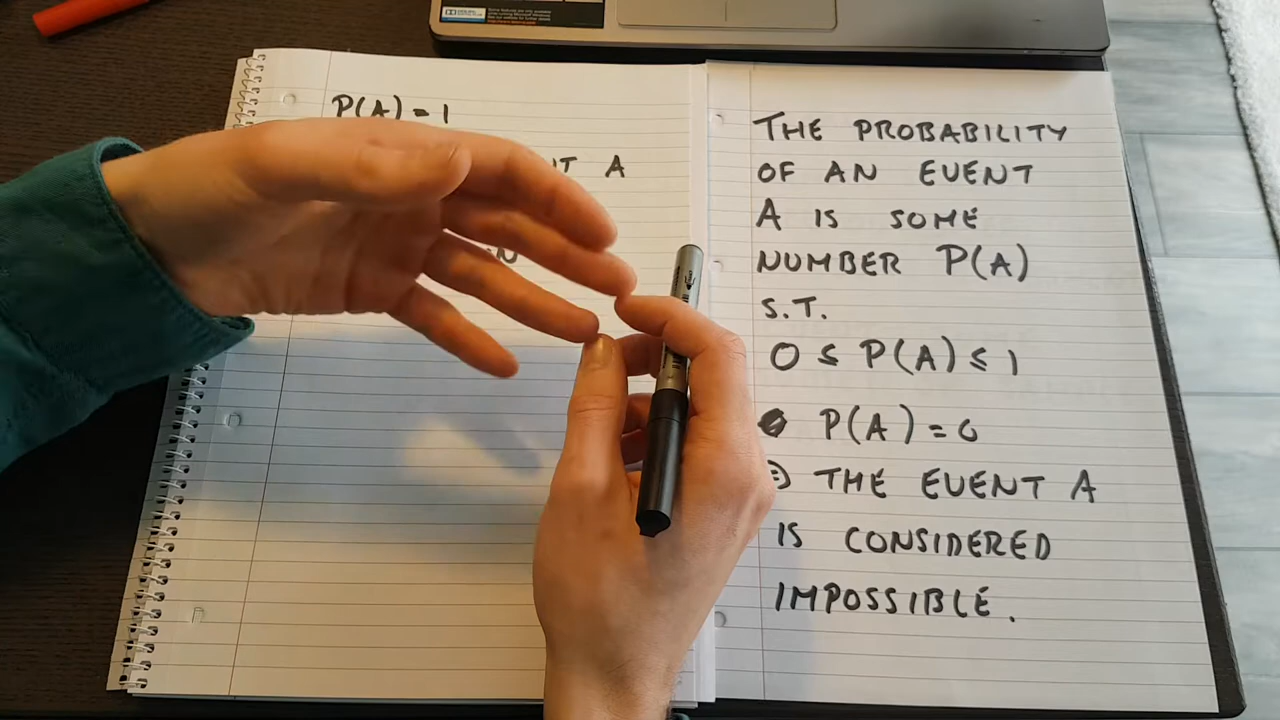 P(A) = 1
T A
N
THE PROBABILITY
OF AN EVENT
A IS SOME
NUMBER P(A)
S.T.
0 ≤ P(A) ≤ 1
P(A) = 0
THE EVENT A
IS CONSIDERED
IMPOSSIBLE.